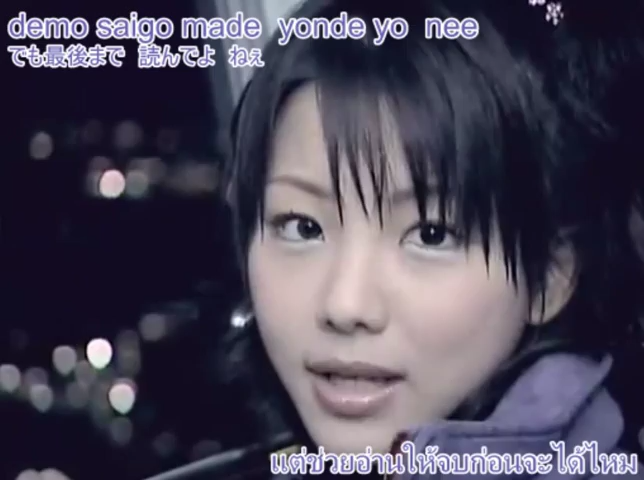 demo saigo made yonde yo nee
でも最後まで 読んでよ ねぇ
แต่ช่วยอ่านให้จบก่อนจะได้ไหม